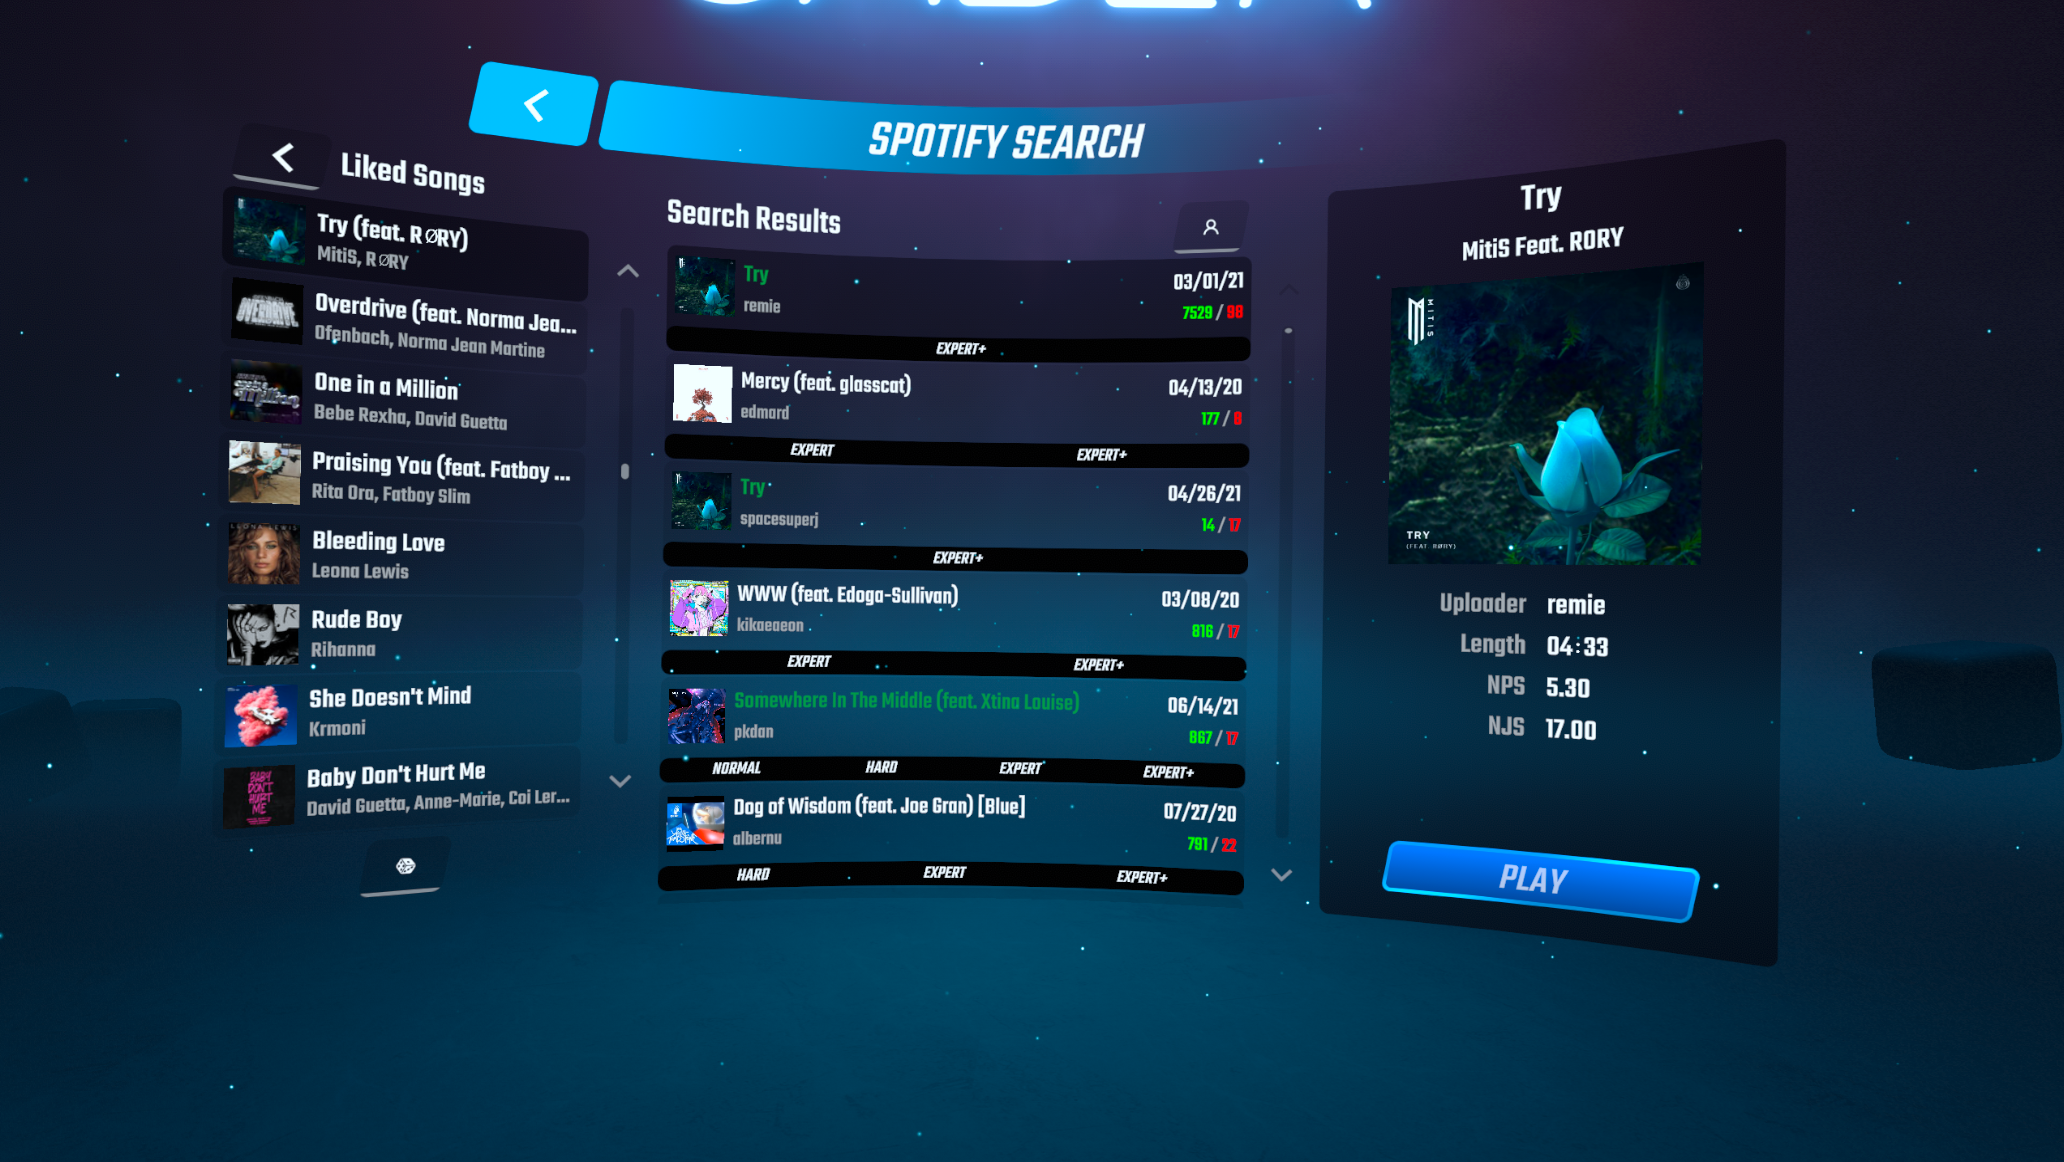 SPOTIFY SEARCH
Liked Songs
Try (feat. RØRY)
MitiS, RØRY
Overdrive (feat. Norma Jea...
Ofenbach, Norma Jean Martine
One in a Million
Bebe Rexha, David Guetta
Praising You (feat. Fatboy ...
Rita Ora, Fatboy Slim
Bleeding Love
Leona Lewis
Rude Boy
Rihanna
She Doesn't Mind
Krmoni
Baby Don't Hurt Me
David Guetta, Anne-Marie, Coi Ler...
Search Results
Try 03/01/21
remie 7529 / 98
EXPERT+
Mercy (feat. glasscat) 04/13/20
edmard 177 / 8
EXPERT EXPERT+
Try 04/26/21
spacesuperj 14 / 17
EXPERT+
WWW (feat. Edoga-Sullivan) 03/08/20
kikaeaeon 816 / 17
EXPERT EXPERT+
Somewhere In The Middle (feat. Xtina Louise) 06/14/21
pkdan 867 / 17
NORMAL HARD EXPERT EXPERT+
Dog of Wisdom (feat. Joe Gran) [Blue] 07/27/20
albernu 791 / 22
HARD EXPERT EXPERT+
Try
MitiS Feat. RORY
MITIS
TRY
(FEAT. RØRY)
Uploader remie
Length 04:33
NPS 5.30
NJS 17.00
PLAY